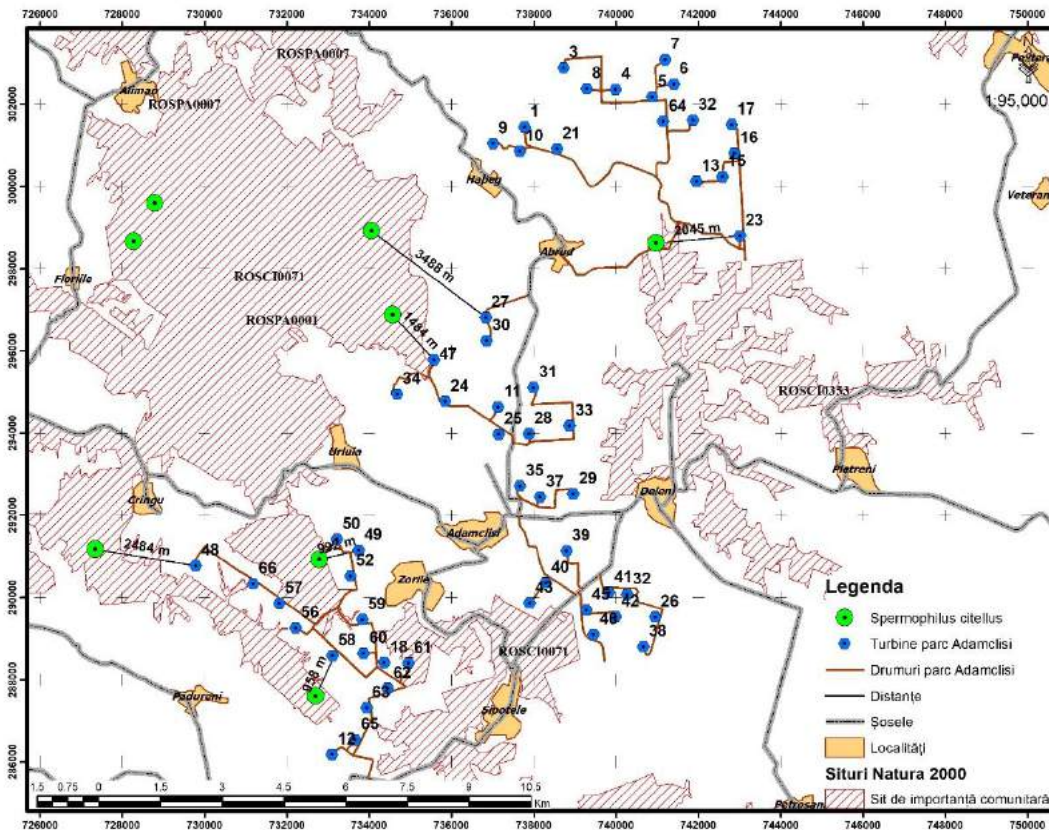 726000 728000 730000 732000 734000 736000 738000 740000 742000 744000 746000 748000 750000
ROSPA0007
7
3
6
8 4 5
Aliman
ROSPA0007
302000
1:95,000
64 32 17
1
9 10 21
16
13 15
300000
Veteran
23
2045 m
3488 m
Abrud
298000
Floriile
ROSCI0071
27
ROSPA0001
30
1484 m
296000
47
34 24 11 31
ROSCI0353
25 28 33
294000
Urluia
Pietreni
35 37 29
Cringu
Deleni
292000
Adamclisi
50 49
2484 m
48
52
39
66
Zorile
40
57
43
41 32
45 42
26
290000
56 59
46
58 60
18 61
38
ROSCI0071
62
288000
958 m
63
Padureni
Sipotele
65
12
286000
1.5 0.75 0 1.5 3 4.5 6 7.5 9 10.5
Km
Petrosan
Legenda
Spermophilus citellus
Turbine parc Adamclisi
Drumuri parc Adamclisi
Distanțe
Șosele
Localități
Situri Natura 2000
Sit de importanță comunitară